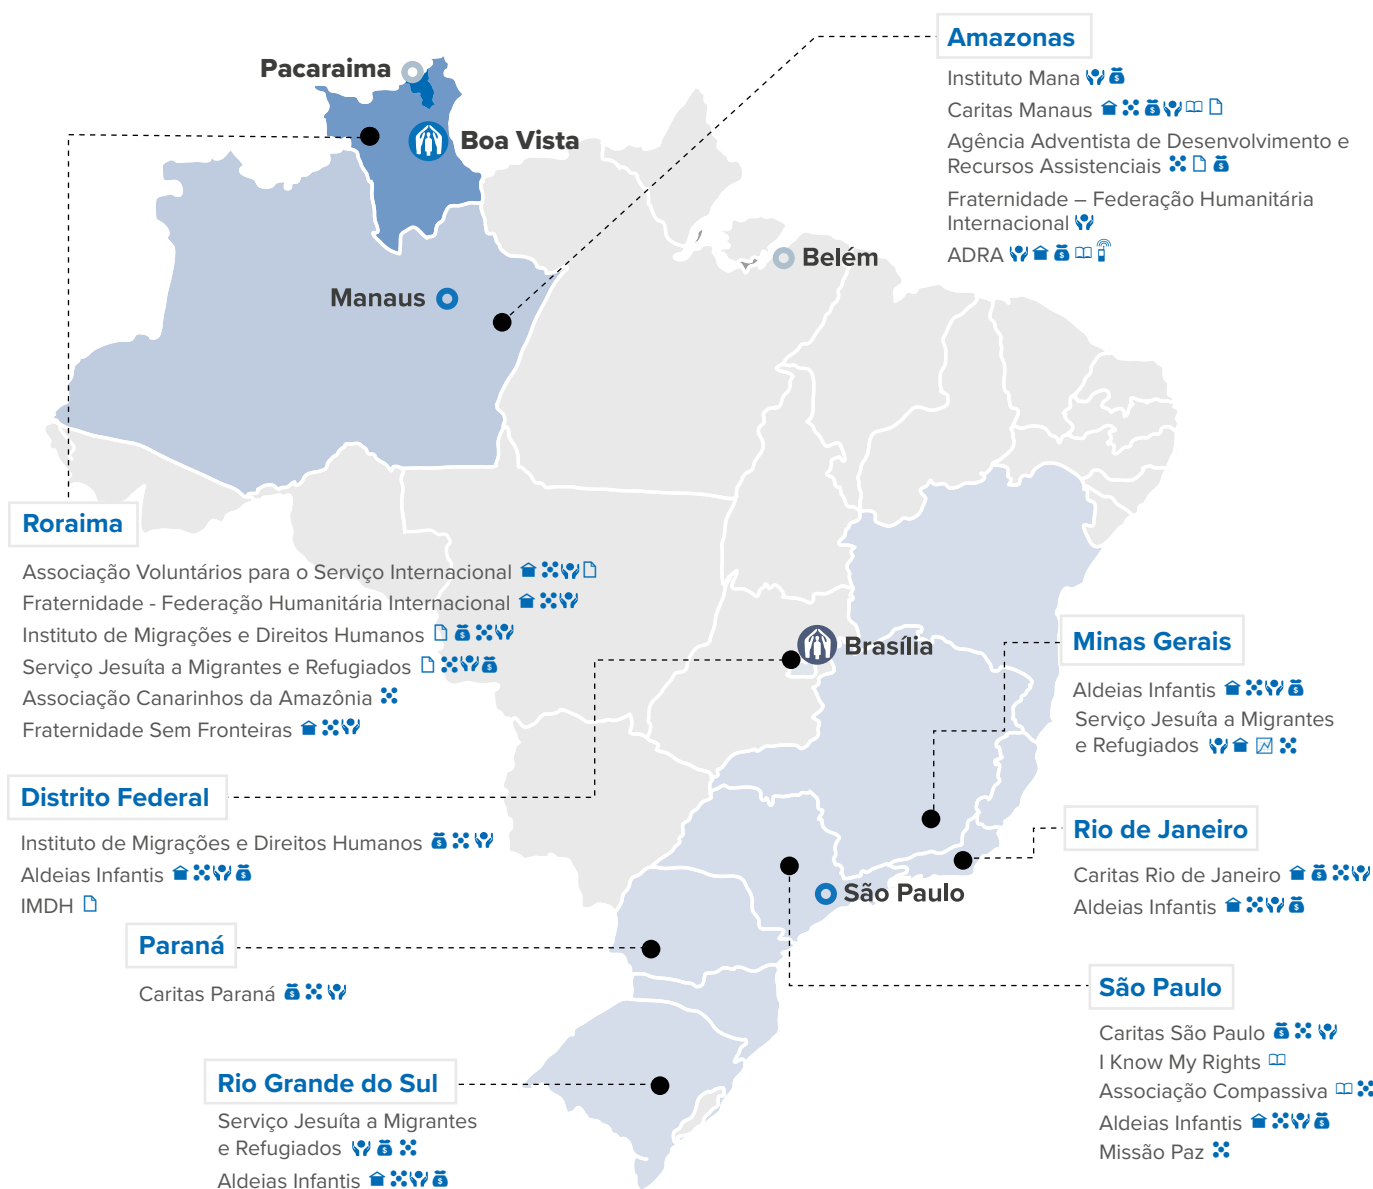 Amazonas
Instituto Mana
Caritas Manaus
Agência Adventista de Desenvolvimento e
Recursos Assistenciais
Fraternidade – Federação Humanitária
Internacional
ADRA
Pacaraima
Boa Vista
Belém
Manaus
Roraima
Associação Voluntários para o Serviço Internacional
Fraternidade - Federação Humanitária Internacional
Instituto de Migrações e Direitos Humanos
Serviço Jesuíta a Migrantes e Refugiados
Associação Canarinhos da Amazônia
Fraternidade Sem Fronteiras
Brasília
Minas Gerais
Aldeias Infantis
Serviço Jesuíta a Migrantes
e Refugiados
Distrito Federal
Instituto de Migrações e Direitos Humanos
Aldeias Infantis
IMDH
Rio de Janeiro
Caritas Rio de Janeiro
Aldeias Infantis
São Paulo
Paraná
Caritas Paraná
São Paulo
Caritas São Paulo
I Know My Rights
Associação Compassiva
Aldeias Infantis
Missão Paz
Rio Grande do Sul
Serviço Jesuíta a Migrantes
e Refugiados
Aldeias Infantis